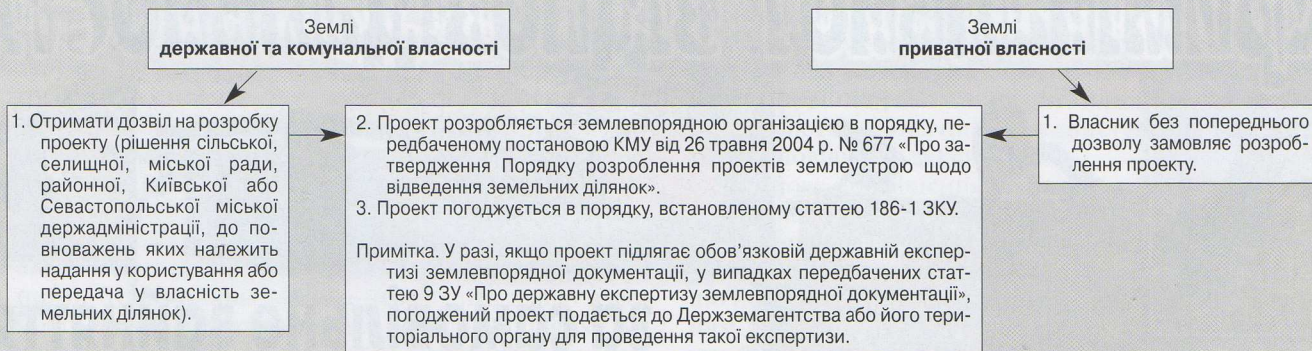 Землі
державної та комунальної власності
Землі
приватної власності
1. Отримати дозвіл на розробку
проекту (рішення сільської,
селищної, міської ради,
районної, Київської або
Севастопольської міської
держадміністрації, до по-
вноважень яких належить
надання у користування або
передача у власність зе-
мельних ділянок).
2. Проект розробляється землевпорядною організацією в порядку, пе-
редбаченому постановою КМУ від 26 травня 2004 р. № 677 «Про за-
твердження Порядку розроблення проектів землеустрою щодо
відведення земельних ділянок».
3. Проект погоджується в порядку, встановленому статтею 186-1 ЗКУ.
Примітка. У разі, якщо проект підлягає обов’язковій державній експер-
тизі землевпорядної документації, у випадках передбачених стат-
тею 9 ЗУ «Про державну експертизу землевпорядної документації»,
погоджений проект подається до Держземагентства або його тери-
торіального органу для проведення такої експертизи.
1. Власник без попереднього
дозволу замовляє розроб-
лення проекту.